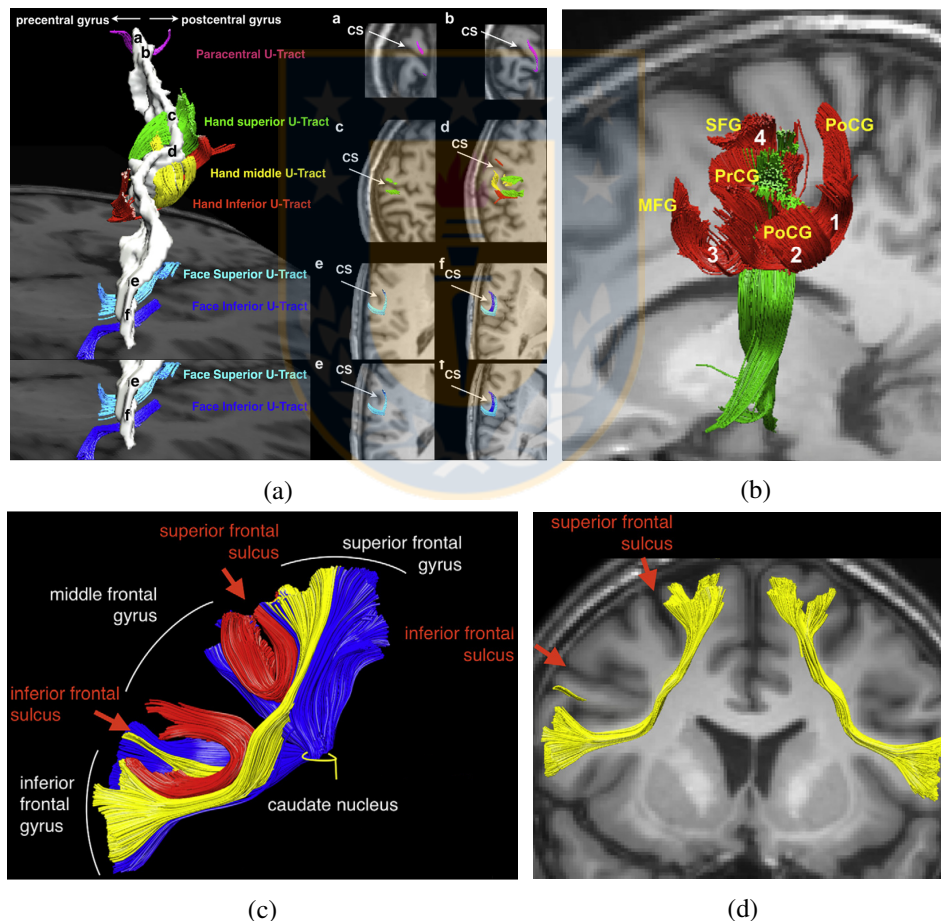 precentral gyrus
postcentral gyrus
a
b
Paracentral U-Tract
c
Hand superior U-Tract
d
Hand middle U-Tract
Hand Inferior U-Tract
e
Face Superior U-Tract
f
Face Inferior U-Tract
e
Face Superior U-Tract
f
Face Inferior U-Tract
a
CS
b
CS
c
CS
d
CS
e
CS
f
CS
e
CS
f
CS
(a)
SFG
4
PoCG
PrCG
MFG
PoCG
1
3
2
(b)
superior frontal
sulcus
superior frontal
gyrus
middle frontal
gyrus
inferior frontal
sulcus
inferior frontal
sulcus
inferior
frontal
gyrus
caudate nucleus
(c)
superior frontal
sulcus
(d)